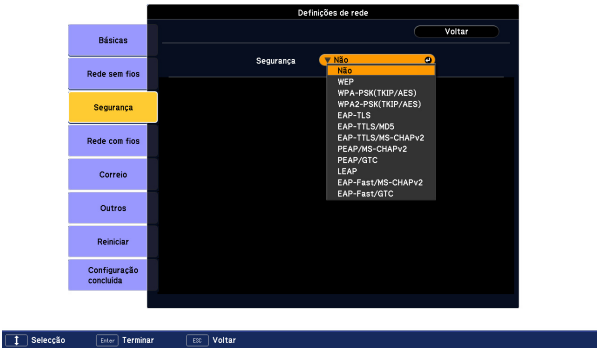 Definições de rede
Voltar
Básicas
Rede sem fios
Segurança
Rede com fios
Correio
Outros
Reiniciar
Configuração
concluída
Segurança
Não
Não
WEP
WPA-PSK(TKIP/AES)
WPA2-PSK(TKIP/AES)
EAP-TLS
EAP-TTLS/MD5
EAP-TTLS/MS-CHAPv2
PEAP/MS-CHAPv2
PEAP/GTC
LEAP
EAP-Fast/MS-CHAPv2
EAP-Fast/GTC
Selecção Enter Terminar ESC Voltar